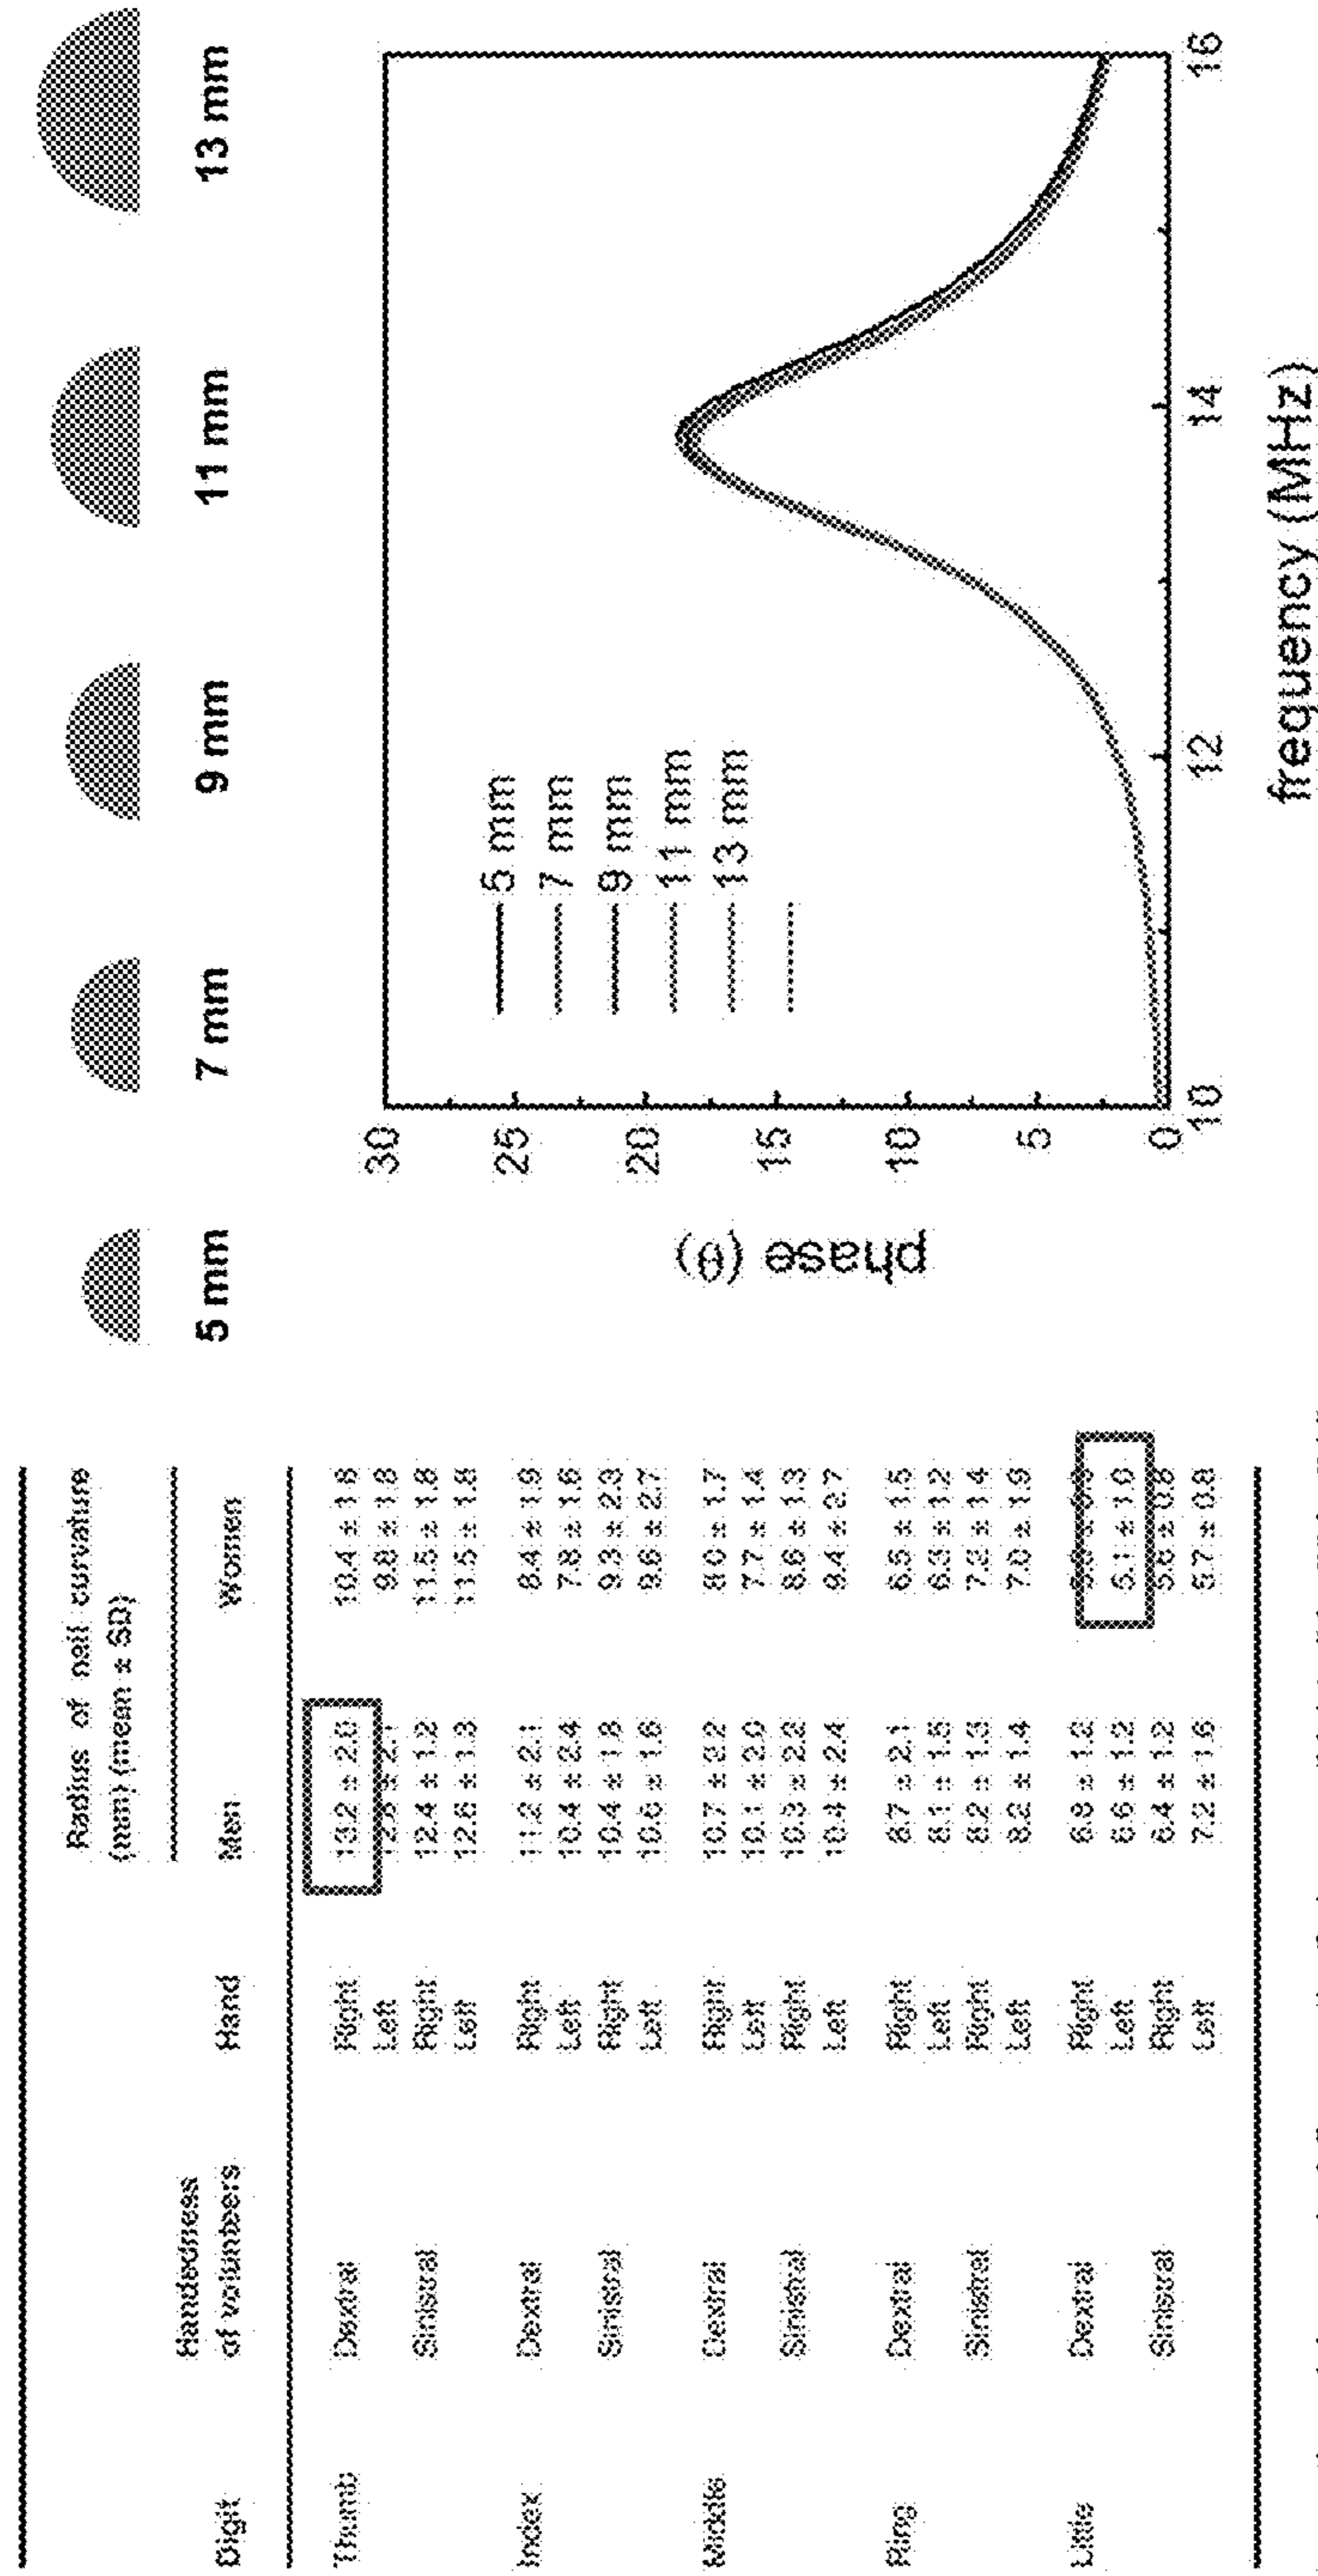 Radius of nail curvature
(mm) (mean ± SD)
Handedness
of volunteers
Digit Hand Men Women
Thumb Dextral Right 13.2 ± 2.0 10.4 ± 1.8
Left ± 2.1 9.8 ± 1.8
Sinistral Right 12.4 ± 1.2 11.5 ± 1.8
Left 12.6 ± 1.3 11.5 ± 1.8
Index Dextral Right 11.2 ± 2.1 8.4 ± 1.9
Left 10.4 ± 2.4 7.8 ± 1.6
Sinistral Right 10.4 ± 1.8 9.3 ± 2.3
Left 10.6 ± 1.6 9.6 ± 2.7
Middle Dextral Right 10.7 ± 2.2 8.0 ± 1.7
Left 10.1 ± 2.0 7.7 ± 1.4
Sinistral Right 10.3 ± 2.2 8.6 ± 1.3
Left 10.4 ± 2.4 9.4 ± 2.7
Ring Dextral Right 8.7 ± 2.1 6.5 ± 1.5
Left 8.1 ± 1.5 6.3 ± 1.2
Sinistral Right 8.2 ± 1.3 7.3 ± 1.4
Left 8.2 ± 1.4 7.0 ± 1.9
Little Dextral Right 6.8 ± 1.2
Left 6.6 ± 1.2 5.1 ± 1.0
Sinistral Right 6.4 ± 1.2 5.6 ± 0.8
Left 7.2 ± 1.6 5.7 ± 0.8
5 mm 7 mm 9 mm 11 mm 13 mm
phase (θ)
30
25
20
15
10
5
0
5 mm
7 mm
9 mm
11 mm
13 mm
10 12 14 16
frequency (MHz)